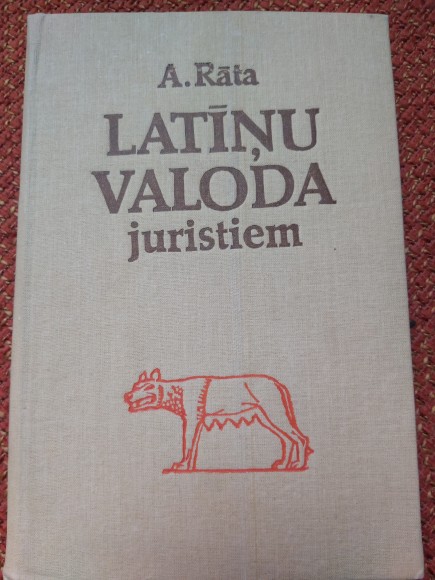 A. Rāta
LATĪŅU
VALODA
juristiem